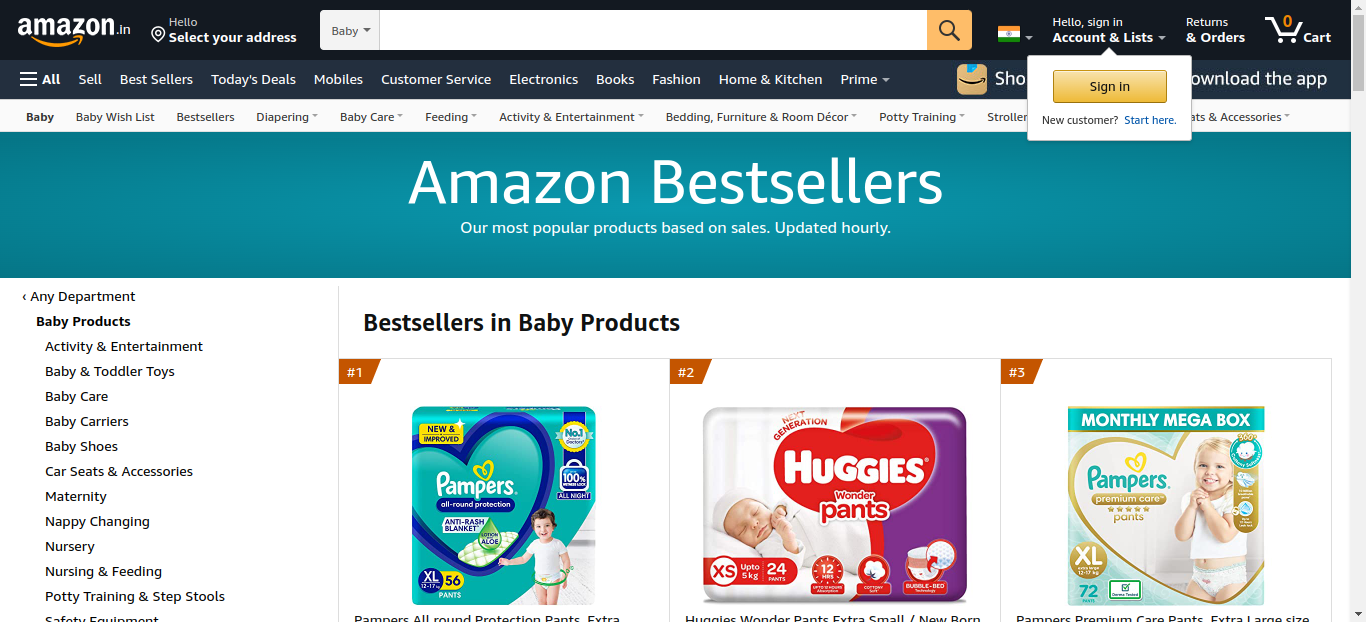 amazon.in
Hello
Select your address
Baby
Hello, sign in
Account & Lists
Returns
& Orders
0
Cart
All
Sell
Best Sellers
Today's Deals
Mobiles
Customer Service
Electronics
Books
Fashion
Home & Kitchen
Prime
Sho
ownload the app
Sign in
New customer? Start here.
Baby
Baby Wish List
Bestsellers
Diapering
Baby Care
Feeding
Activity & Entertainment
Bedding, Furniture & Room Décor
Potty Training
Stroller
ats & Accessories
Amazon Bestsellers
Our most popular products based on sales. Updated hourly.
‹ Any Department
Baby Products
Activity & Entertainment
Baby & Toddler Toys
Baby Care
Baby Carriers
Baby Shoes
Car Seats & Accessories
Maternity
Nappy Changing
Nursery
Nursing & Feeding
Potty Training & Step Stools
Safety Equipment
Bestsellers in Baby Products
#1
NEW &
IMPROVED
No.1
Pampers
all-round protection
100%
ALL NIGHT
ANTI-RASH
BLANKET
LOTION
ALOE
XL
12-17 kg
56
PANTS
Pampers All round Protection Pants, Extra
#2
NEXT
GENERATION
HUGGIES
Wonder
pants
XS
Upto
5 kg
24
PANTS
12
HRS
UPTO 12 HOURS
Absorption
COTTONY
Soft
BUBBLE-BED
Technology
Huggies Wonder Pants Extra Small / New Born
#3
MONTHLY MEGA BOX
360°
Pampers
premium care
pants
XL
extra large
12-17 kg
72
PANTS
Pampers Premium Care Pants, Extra Large size